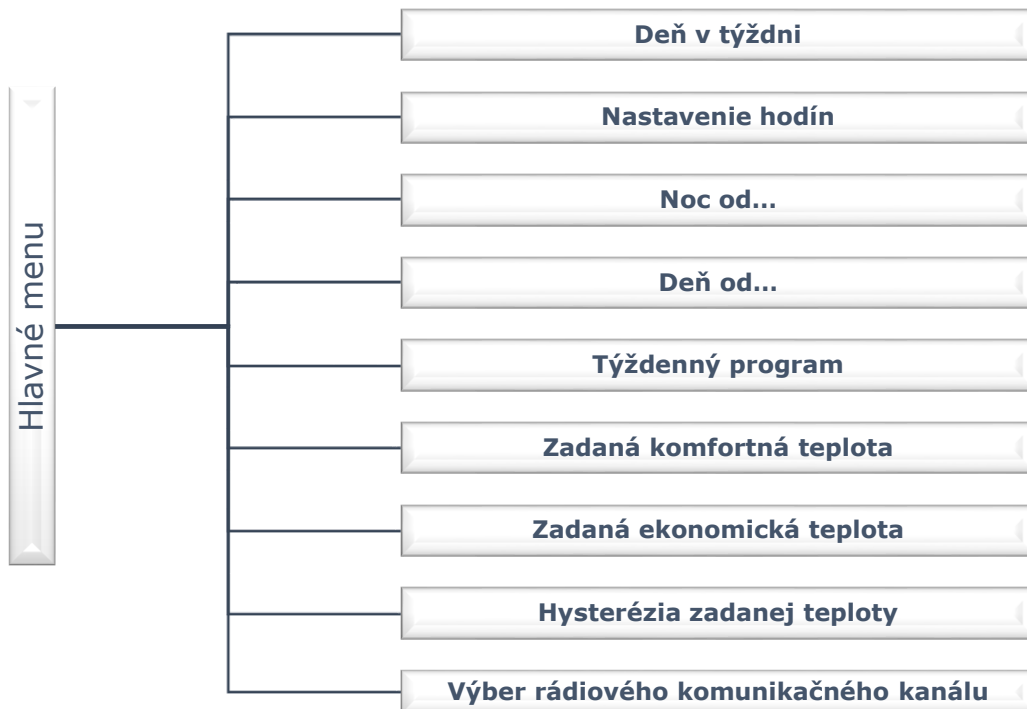 Hlavné menu
Deň v týždni
Nastavenie hodín
Noc od...
Deň od...
Týždenný program
Zadaná komfortná teplota
Zadaná ekonomická teplota
Hysterézia zadanej teploty
Výber rádiového komunikačného kanálu